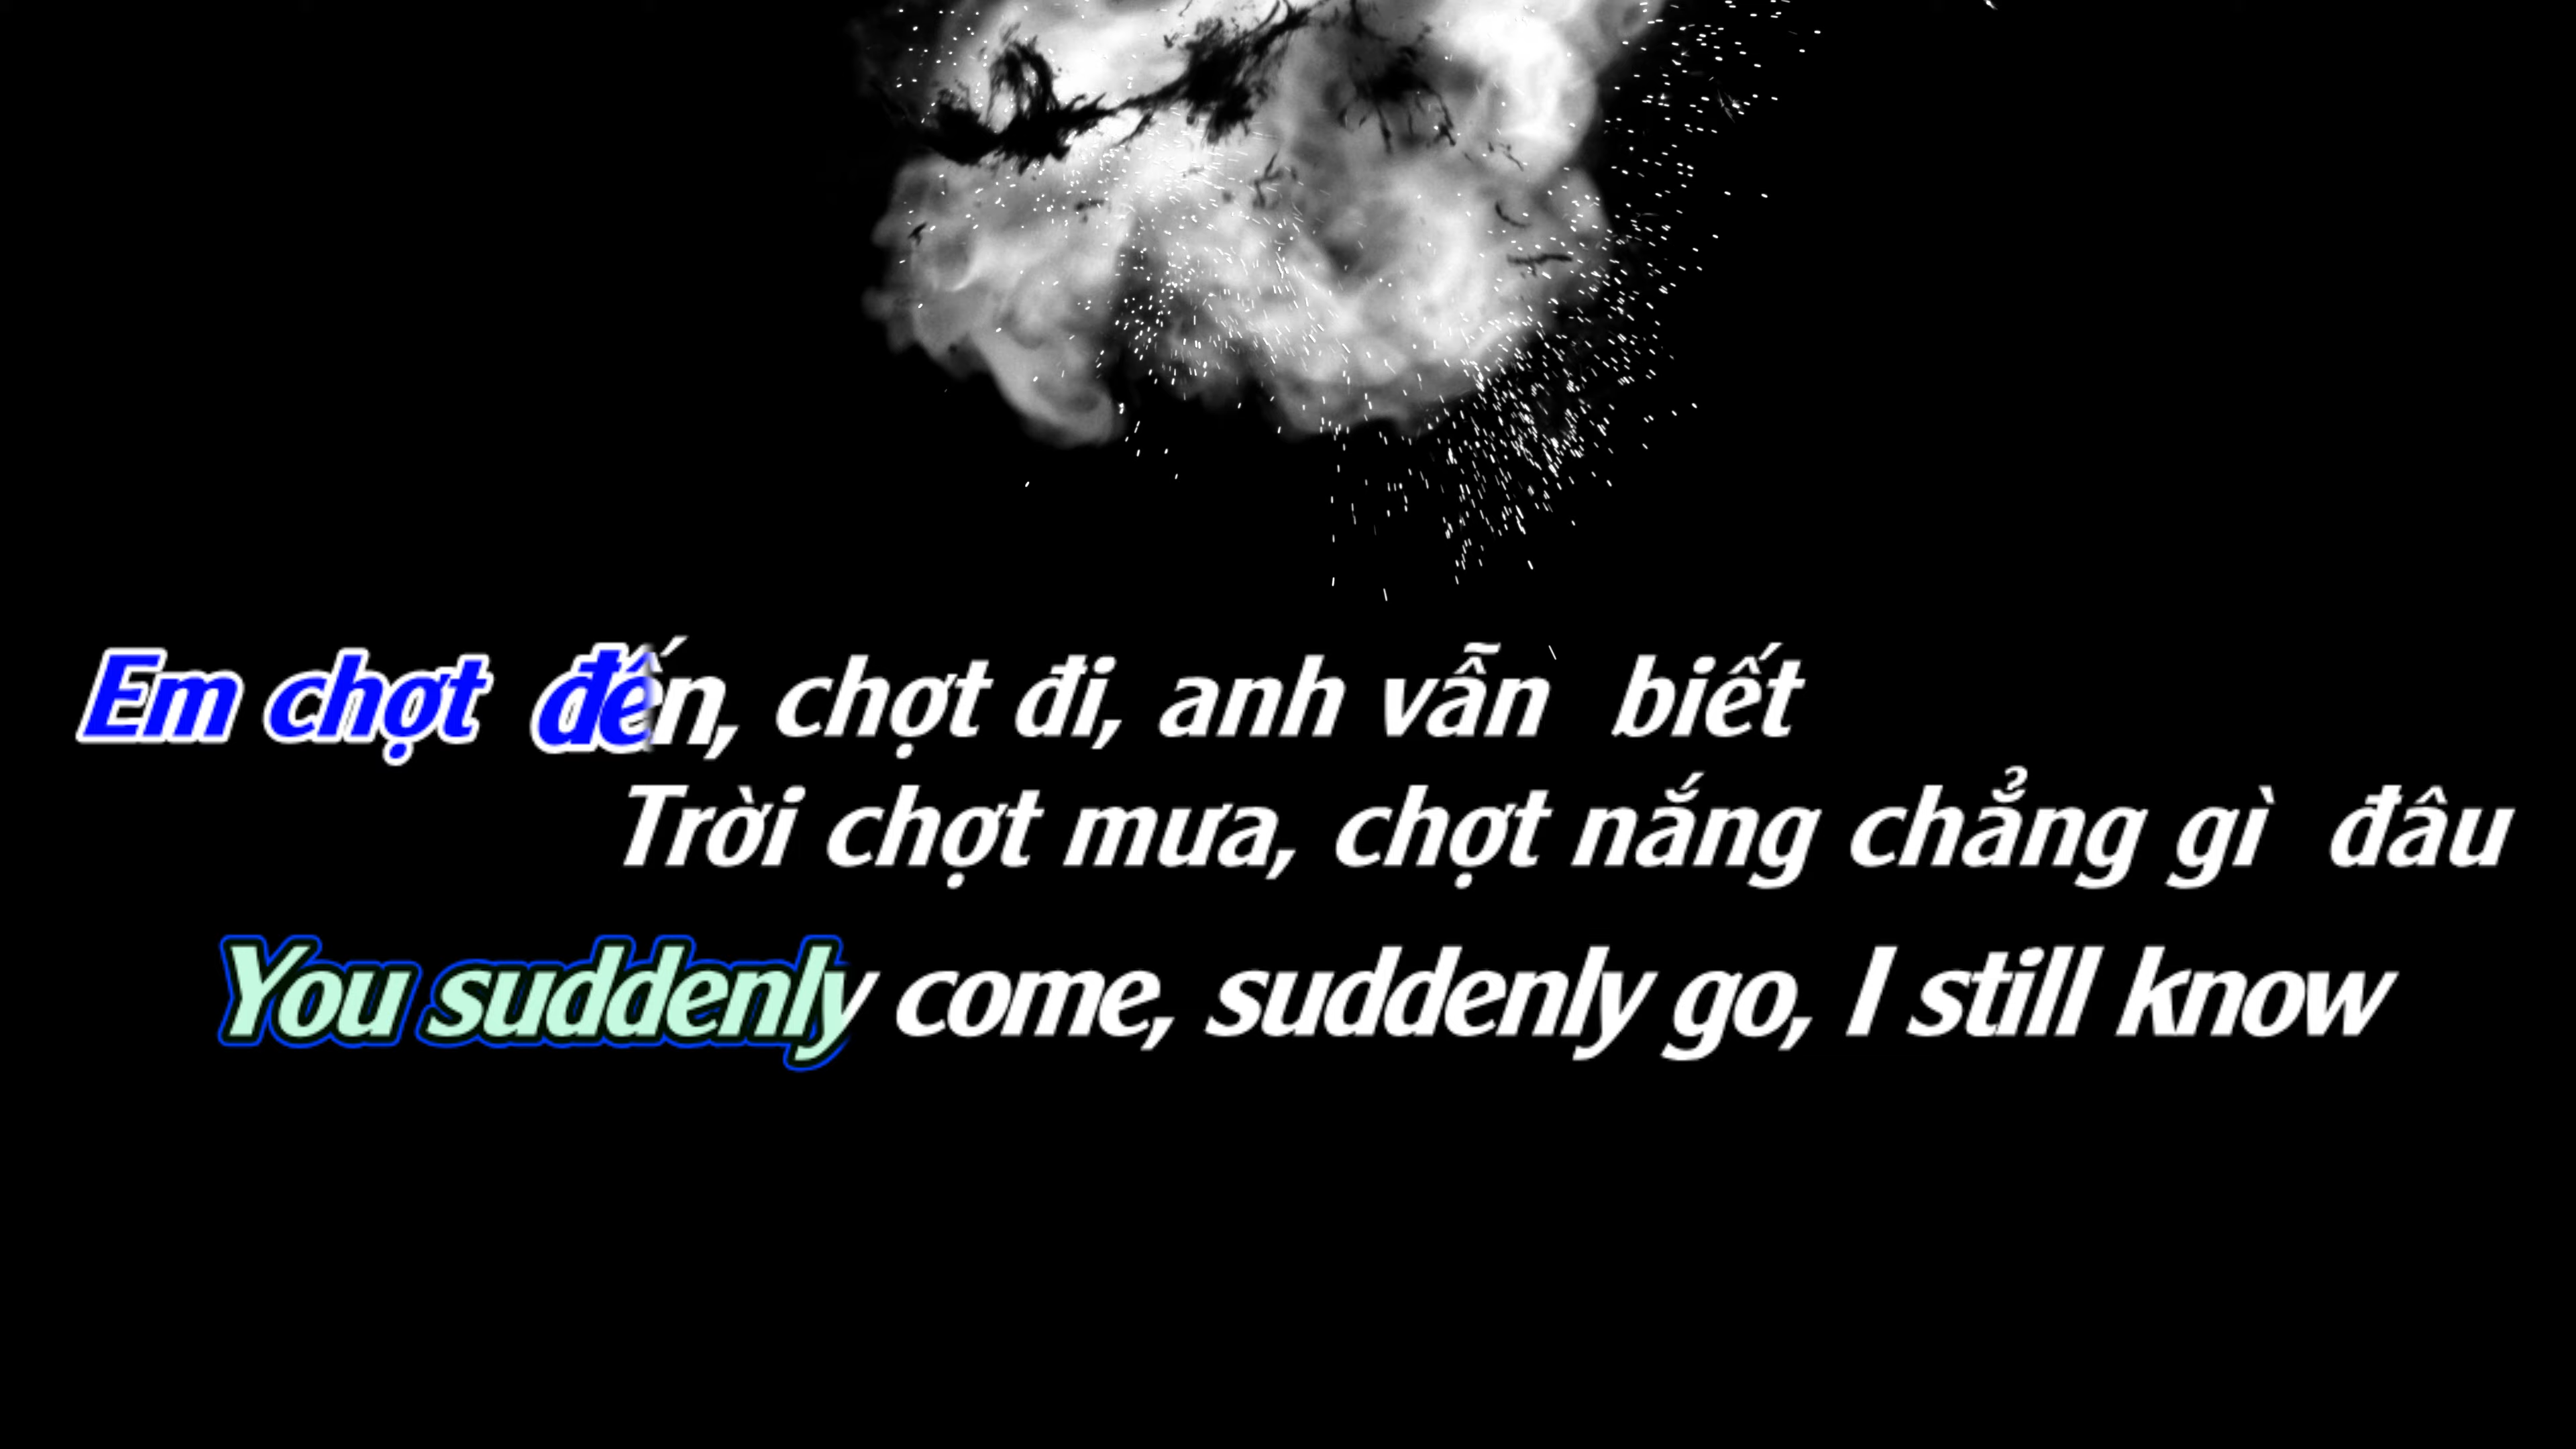 Em chợt đến, chợt đi, anh vẫn biết
Trời chợt mưa, chợt nắng chẳng gì đâu
You suddenly come, suddenly go, I still know